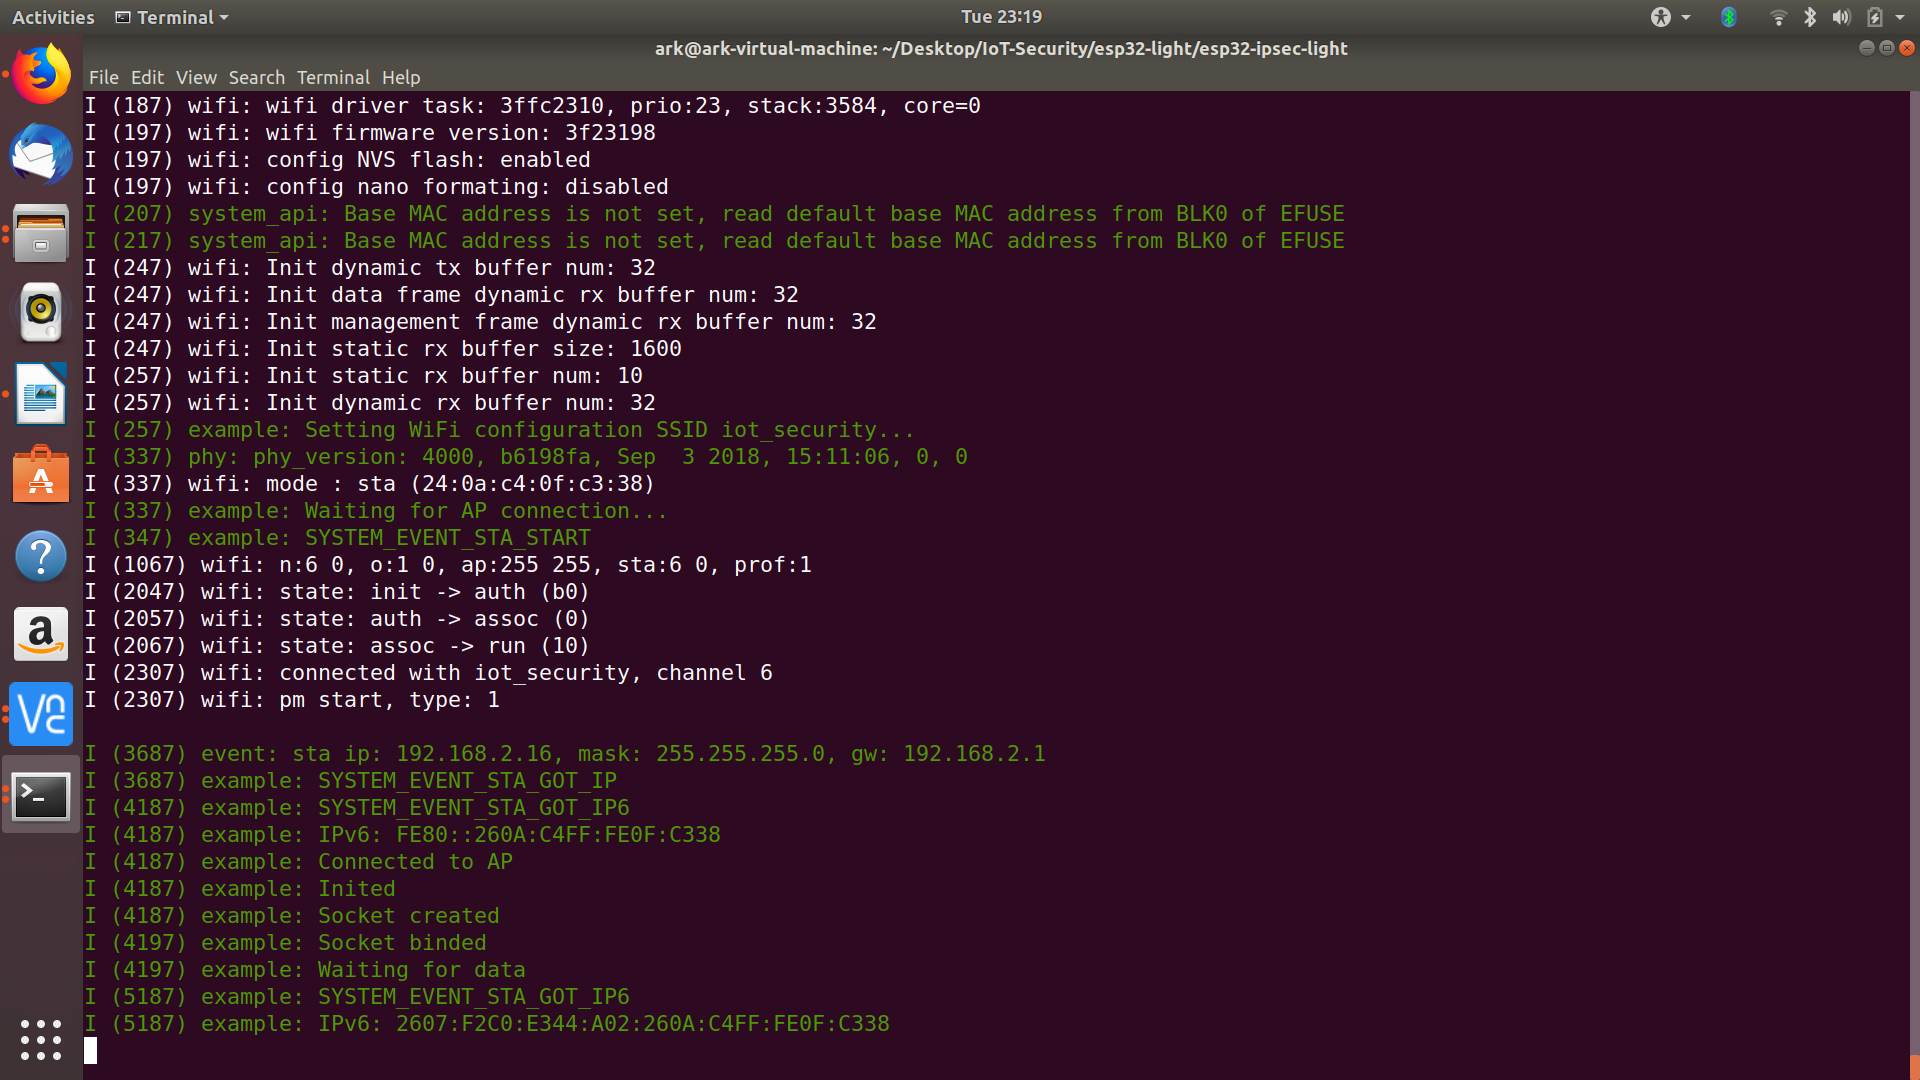 Activities Terminal Tue 23:19
ark@ark-virtual-machine: ~/Desktop/IoT-Security/esp32-light/esp32-ipsec-light
File Edit View Search Terminal Help
I (187) wifi: wifi driver task: 3ffc2310, prio:23, stack:3584, core=0
I (197) wifi: wifi firmware version: 3f23198
I (197) wifi: config NVS flash: enabled
I (197) wifi: config nano formating: disabled
I (207) system_api: Base MAC address is not set, read default base MAC address from BLK0 of EFUSE
I (217) system_api: Base MAC address is not set, read default base MAC address from BLK0 of EFUSE
I (247) wifi: Init dynamic tx buffer num: 32
I (247) wifi: Init data frame dynamic rx buffer num: 32
I (247) wifi: Init management frame dynamic rx buffer num: 32
I (247) wifi: Init static rx buffer size: 1600
I (257) wifi: Init static rx buffer num: 10
I (257) wifi: Init dynamic rx buffer num: 32
I (257) example: Setting WiFi configuration SSID iot_security...
I (337) phy: phy_version: 4000, b6198fa, Sep  3 2018, 15:11:06, 0, 0
I (337) wifi: mode : sta (24:0a:c4:0f:c3:38)
I (337) example: Waiting for AP connection...
I (347) example: SYSTEM_EVENT_STA_START
I (1067) wifi: n:6 0, o:1 0, ap:255 255, sta:6 0, prof:1
I (2047) wifi: state: init -> auth (b0)
I (2057) wifi: state: auth -> assoc (0)
I (2067) wifi: state: assoc -> run (10)
I (2307) wifi: connected with iot_security, channel 6
I (2307) wifi: pm start, type: 1
I (3687) event: sta ip: 192.168.2.16, mask: 255.255.255.0, gw: 192.168.2.1
I (3687) example: SYSTEM_EVENT_STA_GOT_IP
I (4187) example: SYSTEM_EVENT_STA_GOT_IP6
I (4187) example: IPv6: FE80::260A:C4FF:FE0F:C338
I (4187) example: Connected to AP
I (4187) example: Inited
I (4187) example: Socket created
I (4197) example: Socket binded
I (4197) example: Waiting for data
I (5187) example: SYSTEM_EVENT_STA_GOT_IP6
I (5187) example: IPv6: 2607:F2C0:E344:A02:260A:C4FF:FE0F:C338